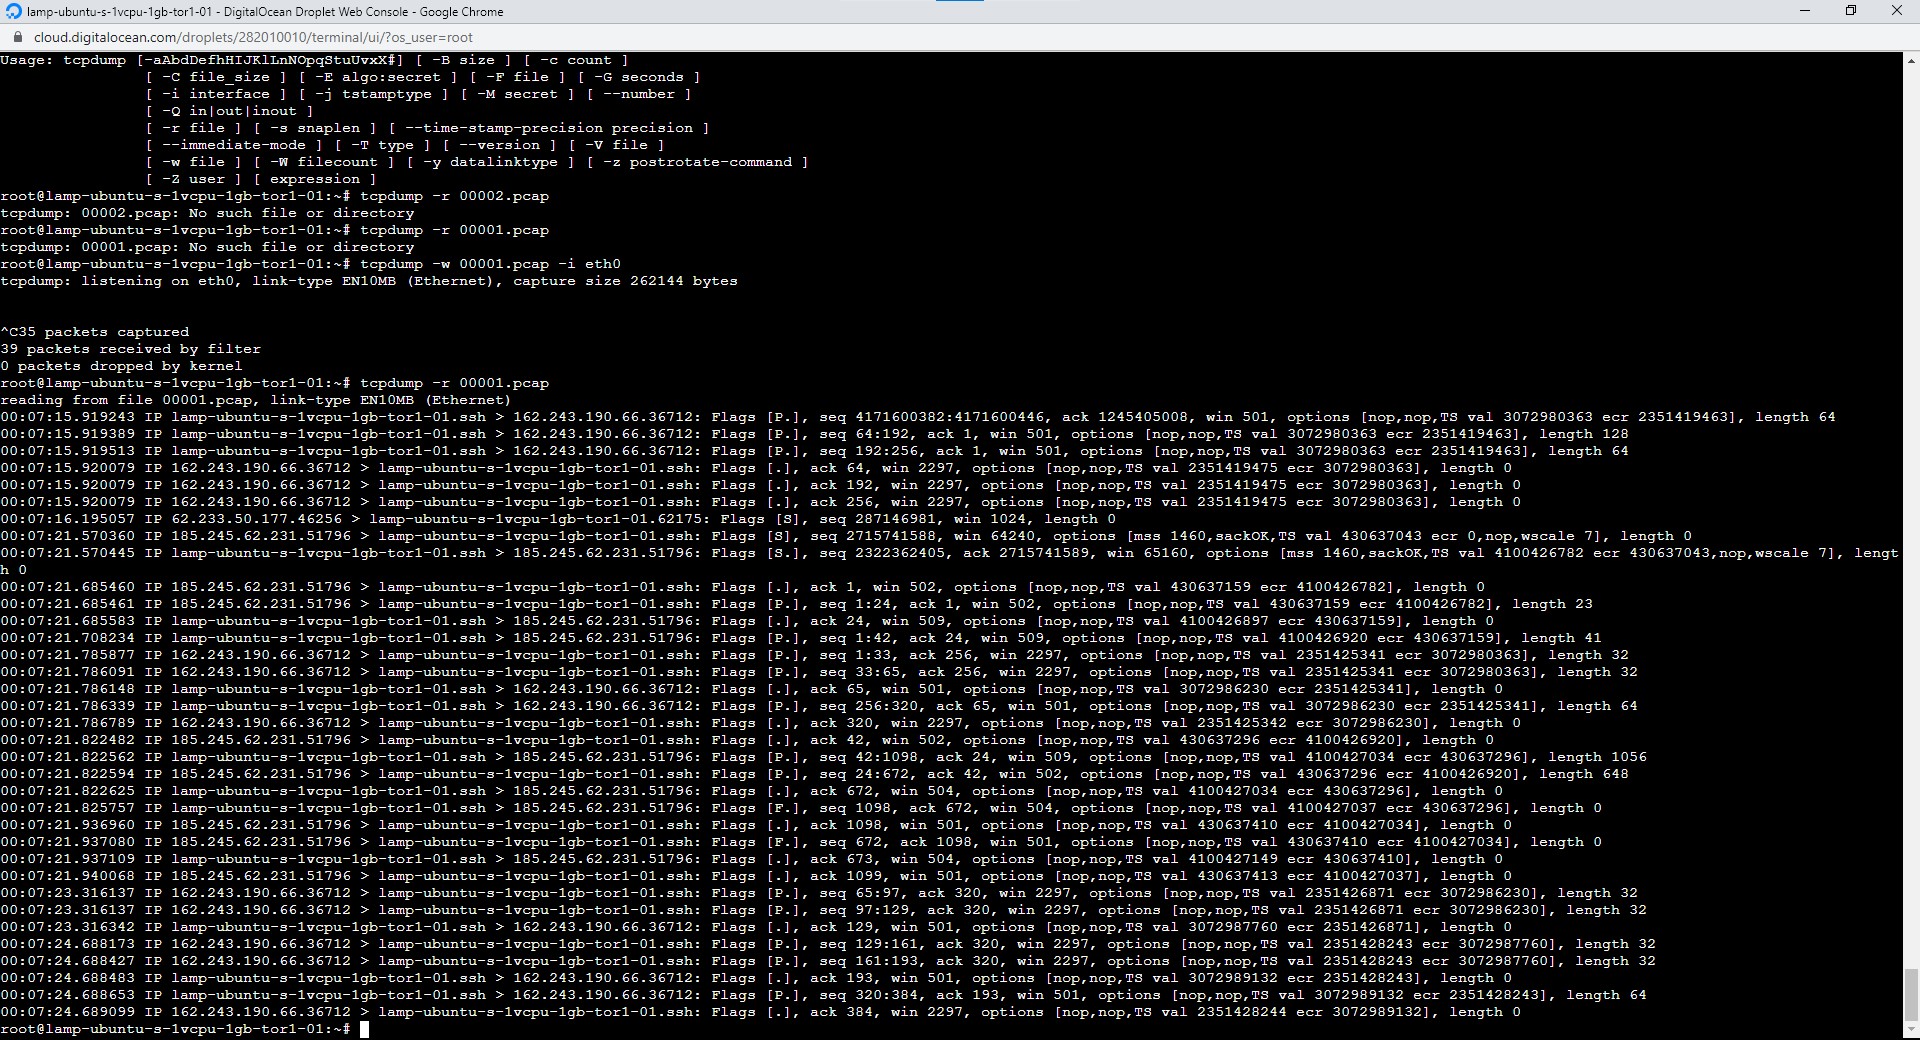 lamp-ubuntu-s-1vcpu-1gb-tor1-01 - DigitalOcean Droplet Web Console - Google Chrome
cloud.digitalocean.com/droplets/282010010/terminal/ui/?os_user=root
Usage: tcpdump [-aAbdDefhHIJKlLnNOpqStuUvxX#] [ -B size ] [ -c count ]
[ -C file_size ] [ -E algo:secret ] [ -F file ] [ -G seconds ]
[ -i interface ] [ -j tstamptype ] [ -M secret ] [ --number ]
[ -Q in|out|inout ]
[ -r file ] [ -s snaplen ] [ --time-stamp-precision precision ]
[ --immediate-mode ] [ -T type ] [ --version ] [ -V file ]
[ -w file ] [ -W filecount ] [ -y datalinktype ] [ -z postrotate-command ]
[ -Z user ] [ expression ]
root@lamp-ubuntu-s-1vcpu-1gb-tor1-01:~# tcpdump -r 00002.pcap
tcpdump: 00002.pcap: No such file or directory
root@lamp-ubuntu-s-1vcpu-1gb-tor1-01:~# tcpdump -r 00001.pcap
tcpdump: 00001.pcap: No such file or directory
root@lamp-ubuntu-s-1vcpu-1gb-tor1-01:~# tcpdump -w 00001.pcap -i eth0
tcpdump: listening on eth0, link-type EN10MB (Ethernet), capture size 262144 bytes
^C35 packets captured
39 packets received by filter
0 packets dropped by kernel
root@lamp-ubuntu-s-1vcpu-1gb-tor1-01:~# tcpdump -r 00001.pcap
reading from file 00001.pcap, link-type EN10MB (Ethernet)
00:07:15.919243 IP lamp-ubuntu-s-1vcpu-1gb-tor1-01.ssh > 162.243.190.66.36712: Flags [P.], seq 4171600382:4171600446, ack 1245405008, win 501, options [nop,nop,TS val 3072980363 ecr 2351419463], length 64
00:07:15.919389 IP lamp-ubuntu-s-1vcpu-1gb-tor1-01.ssh > 162.243.190.66.36712: Flags [P.], seq 64:192, ack 1, win 501, options [nop,nop,TS val 3072980363 ecr 2351419463], length 128
00:07:15.919513 IP lamp-ubuntu-s-1vcpu-1gb-tor1-01.ssh > 162.243.190.66.36712: Flags [P.], seq 192:256, ack 1, win 501, options [nop,nop,TS val 3072980363 ecr 2351419463], length 64
00:07:15.920079 IP 162.243.190.66.36712 > lamp-ubuntu-s-1vcpu-1gb-tor1-01.ssh: Flags [.], ack 64, win 2297, options [nop,nop,TS val 2351419475 ecr 3072980363], length 0
00:07:15.920079 IP 162.243.190.66.36712 > lamp-ubuntu-s-1vcpu-1gb-tor1-01.ssh: Flags [.], ack 192, win 2297, options [nop,nop,TS val 2351419475 ecr 3072980363], length 0
00:07:15.920079 IP 162.243.190.66.36712 > lamp-ubuntu-s-1vcpu-1gb-tor1-01.ssh: Flags [.], ack 256, win 2297, options [nop,nop,TS val 2351419475 ecr 3072980363], length 0
00:07:16.195057 IP 62.233.50.177.46256 > lamp-ubuntu-s-1vcpu-1gb-tor1-01.62175: Flags [S], seq 287146981, win 1024, length 0
00:07:21.570360 IP 185.245.62.231.51796 > lamp-ubuntu-s-1vcpu-1gb-tor1-01.ssh: Flags [S], seq 2715741588, win 64240, options [mss 1460,sackOK,TS val 430637043 ecr 0,nop,wscale 7], length 0
00:07:21.570445 IP lamp-ubuntu-s-1vcpu-1gb-tor1-01.ssh > 185.245.62.231.51796: Flags [S.], seq 2322362405, ack 2715741589, win 65160, options [mss 1460,sackOK,TS val 4100426782 ecr 430637043,nop,wscale 7], lengt
h 0
00:07:21.685460 IP 185.245.62.231.51796 > lamp-ubuntu-s-1vcpu-1gb-tor1-01.ssh: Flags [.], ack 1, win 502, options [nop,nop,TS val 430637159 ecr 4100426782], length 0
00:07:21.685461 IP 185.245.62.231.51796 > lamp-ubuntu-s-1vcpu-1gb-tor1-01.ssh: Flags [P.], seq 1:24, ack 1, win 502, options [nop,nop,TS val 430637159 ecr 4100426782], length 23
00:07:21.685583 IP lamp-ubuntu-s-1vcpu-1gb-tor1-01.ssh > 185.245.62.231.51796: Flags [.], ack 24, win 509, options [nop,nop,TS val 4100426897 ecr 430637159], length 0
00:07:21.708234 IP lamp-ubuntu-s-1vcpu-1gb-tor1-01.ssh > 185.245.62.231.51796: Flags [P.], seq 1:42, ack 24, win 509, options [nop,nop,TS val 4100426920 ecr 430637159], length 41
00:07:21.785877 IP 162.243.190.66.36712 > lamp-ubuntu-s-1vcpu-1gb-tor1-01.ssh: Flags [P.], seq 1:33, ack 256, win 2297, options [nop,nop,TS val 2351425341 ecr 3072980363], length 32
00:07:21.786091 IP 162.243.190.66.36712 > lamp-ubuntu-s-1vcpu-1gb-tor1-01.ssh: Flags [P.], seq 33:65, ack 256, win 2297, options [nop,nop,TS val 2351425341 ecr 3072980363], length 32
00:07:21.786148 IP lamp-ubuntu-s-1vcpu-1gb-tor1-01.ssh > 162.243.190.66.36712: Flags [.], ack 65, win 501, options [nop,nop,TS val 3072986230 ecr 2351425341], length 0
00:07:21.786339 IP lamp-ubuntu-s-1vcpu-1gb-tor1-01.ssh > 162.243.190.66.36712: Flags [P.], seq 256:320, ack 65, win 501, options [nop,nop,TS val 3072986230 ecr 2351425341], length 64
00:07:21.786789 IP 162.243.190.66.36712 > lamp-ubuntu-s-1vcpu-1gb-tor1-01.ssh: Flags [.], ack 320, win 2297, options [nop,nop,TS val 2351425342 ecr 3072986230], length 0
00:07:21.822482 IP 185.245.62.231.51796 > lamp-ubuntu-s-1vcpu-1gb-tor1-01.ssh: Flags [.], ack 42, win 502, options [nop,nop,TS val 430637296 ecr 4100426920], length 0
00:07:21.822562 IP lamp-ubuntu-s-1vcpu-1gb-tor1-01.ssh > 185.245.62.231.51796: Flags [P.], seq 42:1098, ack 24, win 509, options [nop,nop,TS val 4100427034 ecr 430637296], length 1056
00:07:21.822594 IP 185.245.62.231.51796 > lamp-ubuntu-s-1vcpu-1gb-tor1-01.ssh: Flags [P.], seq 24:672, ack 42, win 502, options [nop,nop,TS val 430637296 ecr 4100426920], length 648
00:07:21.822625 IP lamp-ubuntu-s-1vcpu-1gb-tor1-01.ssh > 185.245.62.231.51796: Flags [.], ack 672, win 504, options [nop,nop,TS val 4100427034 ecr 430637296], length 0
00:07:21.825757 IP lamp-ubuntu-s-1vcpu-1gb-tor1-01.ssh > 185.245.62.231.51796: Flags [F.], seq 1098, ack 672, win 504, options [nop,nop,TS val 4100427037 ecr 430637296], length 0
00:07:21.936960 IP 185.245.62.231.51796 > lamp-ubuntu-s-1vcpu-1gb-tor1-01.ssh: Flags [.], ack 1098, win 501, options [nop,nop,TS val 430637410 ecr 4100427034], length 0
00:07:21.937080 IP 185.245.62.231.51796 > lamp-ubuntu-s-1vcpu-1gb-tor1-01.ssh: Flags [F.], seq 672, ack 1098, win 501, options [nop,nop,TS val 430637410 ecr 4100427034], length 0
00:07:21.937109 IP lamp-ubuntu-s-1vcpu-1gb-tor1-01.ssh > 185.245.62.231.51796: Flags [.], ack 673, win 504, options [nop,nop,TS val 4100427149 ecr 430637410], length 0
00:07:21.940068 IP 185.245.62.231.51796 > lamp-ubuntu-s-1vcpu-1gb-tor1-01.ssh: Flags [.], ack 1099, win 501, options [nop,nop,TS val 430637413 ecr 4100427037], length 0
00:07:23.316137 IP 162.243.190.66.36712 > lamp-ubuntu-s-1vcpu-1gb-tor1-01.ssh: Flags [P.], seq 65:97, ack 320, win 2297, options [nop,nop,TS val 2351426871 ecr 3072986230], length 32
00:07:23.316137 IP 162.243.190.66.36712 > lamp-ubuntu-s-1vcpu-1gb-tor1-01.ssh: Flags [P.], seq 97:129, ack 320, win 2297, options [nop,nop,TS val 2351426871 ecr 3072986230], length 32
00:07:23.316342 IP lamp-ubuntu-s-1vcpu-1gb-tor1-01.ssh > 162.243.190.66.36712: Flags [.], ack 129, win 501, options [nop,nop,TS val 3072987760 ecr 2351426871], length 0
00:07:24.688173 IP 162.243.190.66.36712 > lamp-ubuntu-s-1vcpu-1gb-tor1-01.ssh: Flags [P.], seq 129:161, ack 320, win 2297, options [nop,nop,TS val 2351428243 ecr 3072987760], length 32
00:07:24.688427 IP 162.243.190.66.36712 > lamp-ubuntu-s-1vcpu-1gb-tor1-01.ssh: Flags [P.], seq 161:193, ack 320, win 2297, options [nop,nop,TS val 2351428243 ecr 3072987760], length 32
00:07:24.688483 IP lamp-ubuntu-s-1vcpu-1gb-tor1-01.ssh > 162.243.190.66.36712: Flags [.], ack 193, win 501, options [nop,nop,TS val 3072989132 ecr 2351428243], length 0
00:07:24.688653 IP lamp-ubuntu-s-1vcpu-1gb-tor1-01.ssh > 162.243.190.66.36712: Flags [P.], seq 320:384, ack 193, win 501, options [nop,nop,TS val 3072989132 ecr 2351428243], length 64
00:07:24.689099 IP 162.243.190.66.36712 > lamp-ubuntu-s-1vcpu-1gb-tor1-01.ssh: Flags [.], ack 384, win 2297, options [nop,nop,TS val 2351428244 ecr 3072989132], length 0
root@lamp-ubuntu-s-1vcpu-1gb-tor1-01:~#